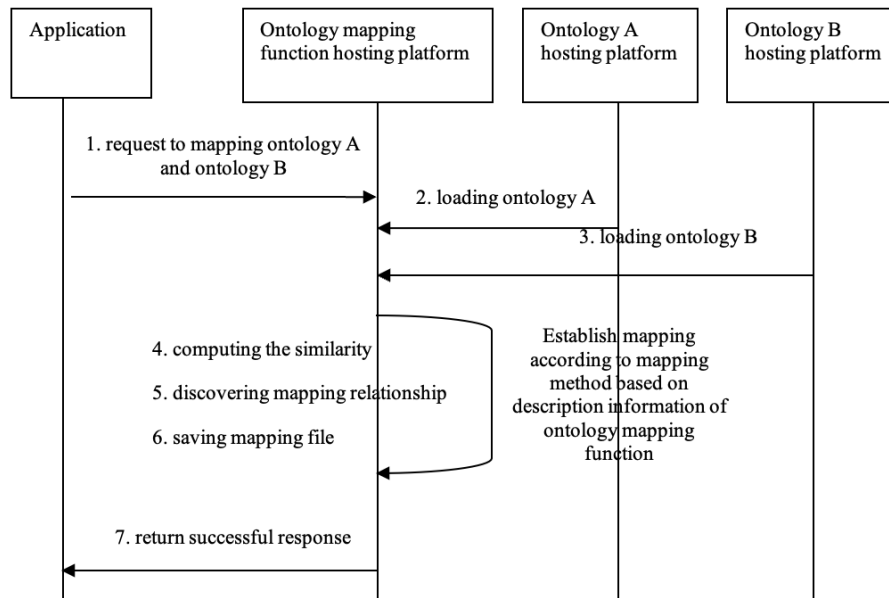 Application
Ontology mapping
function hosting platform
Ontology A
hosting platform
Ontology B
hosting platform
1. request to mapping ontology A
and ontology B
2. loading ontology A
3. loading ontology B
4. computing the similarity
5. discovering mapping relationship
6. saving mapping file
Establish mapping
according to mapping
method based on
description information of
ontology mapping
function
7. return successful response